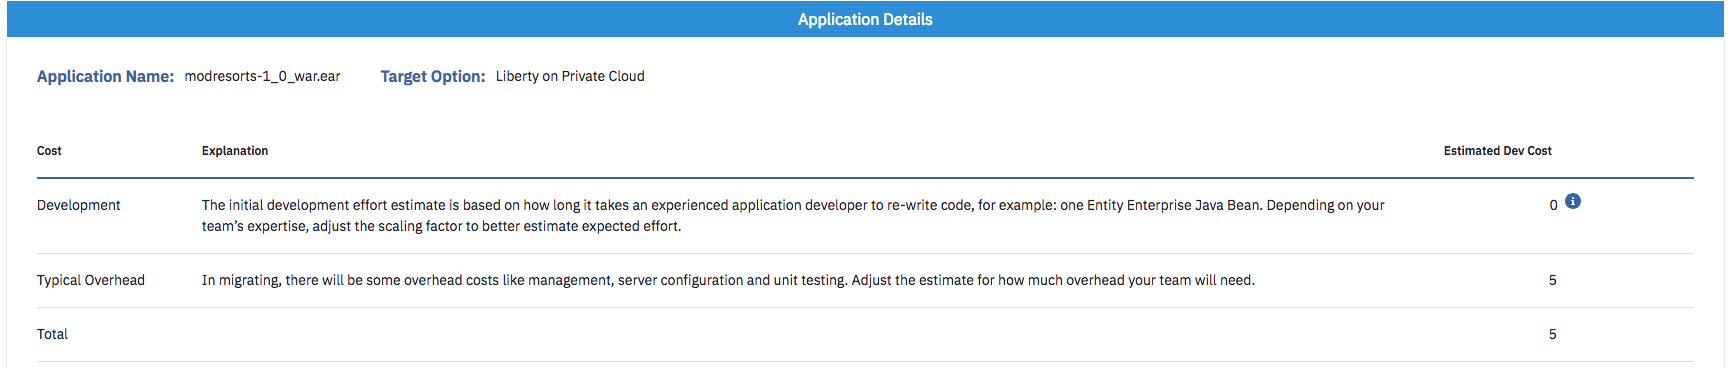 Application Details
Application Name: modresorts-1_0_war.ear Target Option: Liberty on Private Cloud
Cost Explanation Estimated Dev Cost
Development The initial development effort estimate is based on how long it takes an experienced application developer to re-write code, for example: one Entity Enterprise Java Bean. Depending on your 0 i
team’s expertise, adjust the scaling factor to better estimate expected effort.
Typical Overhead In migrating, there will be some overhead costs like management, server configuration and unit testing. Adjust the estimate for how much overhead your team will need. 5
Total 5